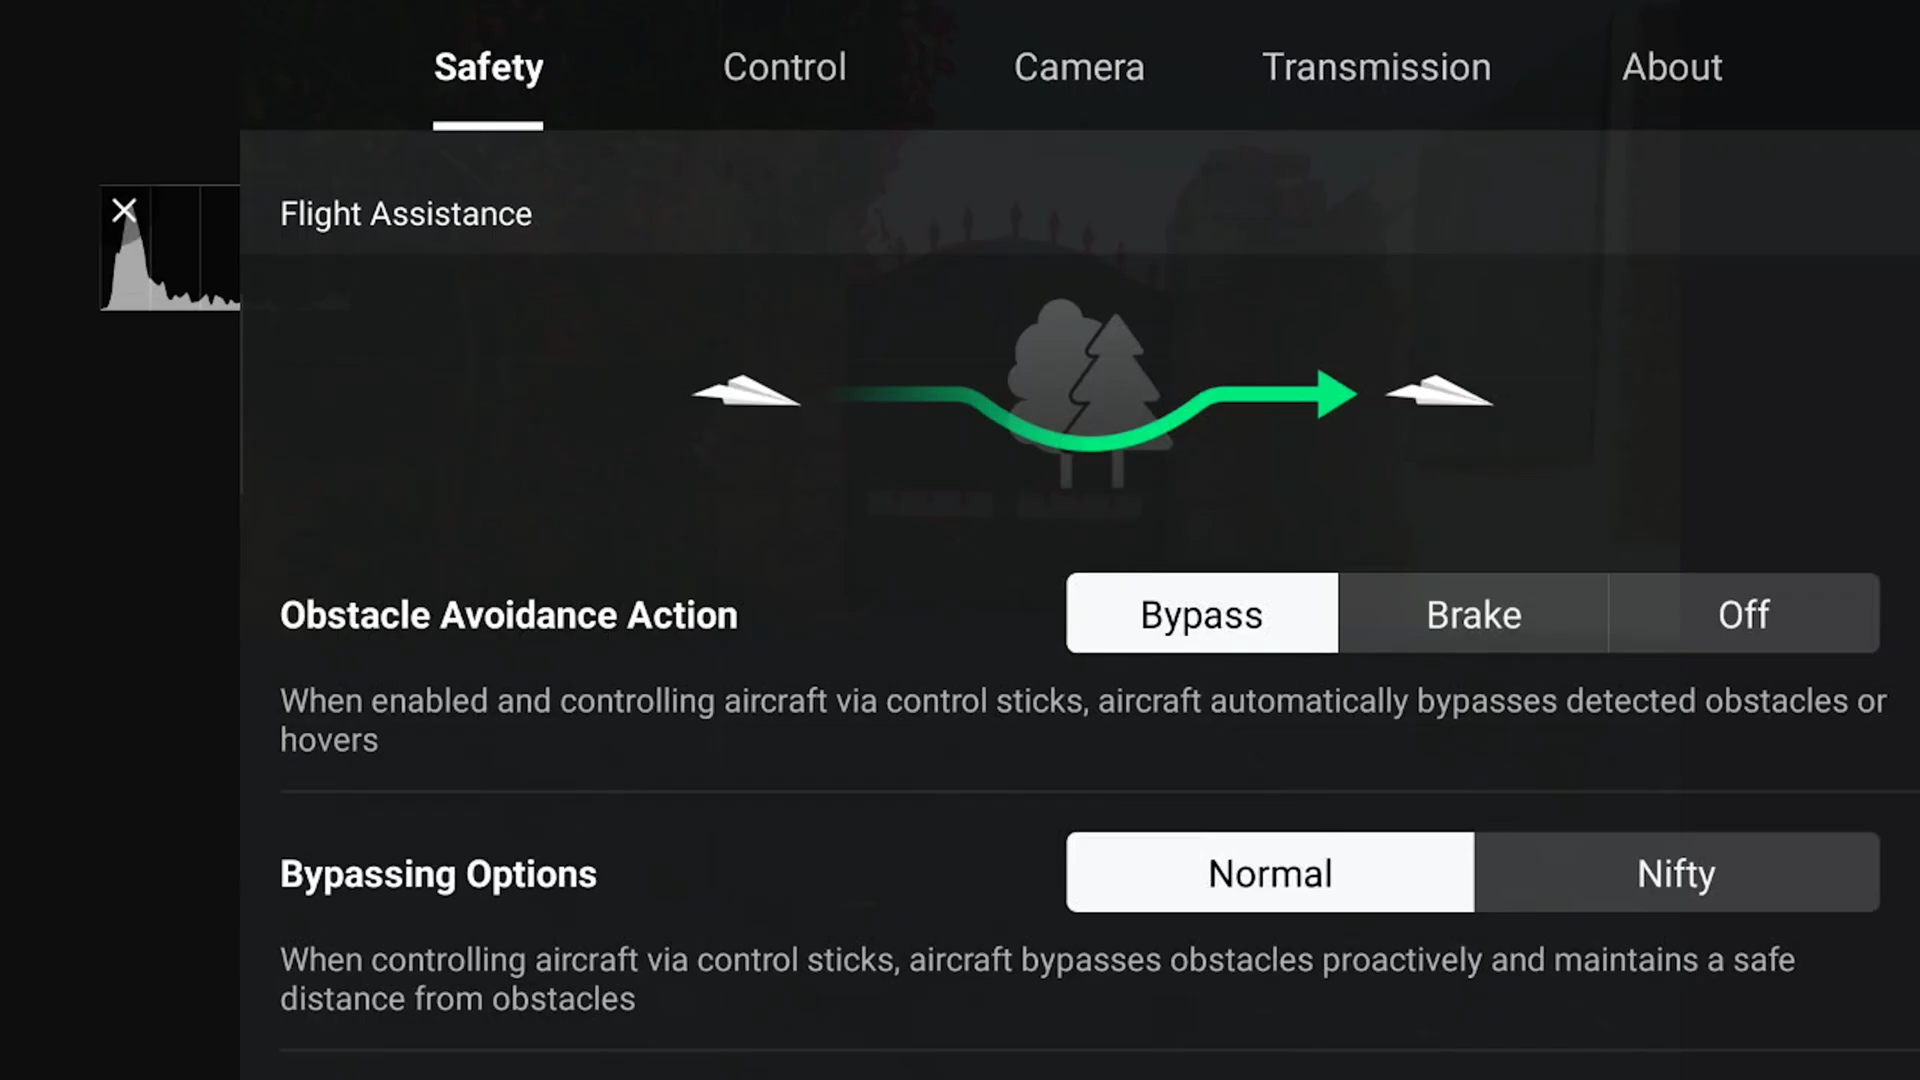 Safety Control Camera Transmission About
Flight Assistance
Obstacle Avoidance Action Bypass Brake Off
When enabled and controlling aircraft via control sticks, aircraft automatically bypasses detected obstacles or
hovers
Bypassing Options Normal Nifty
When controlling aircraft via control sticks, aircraft bypasses obstacles proactively and maintains a safe
distance from obstacles